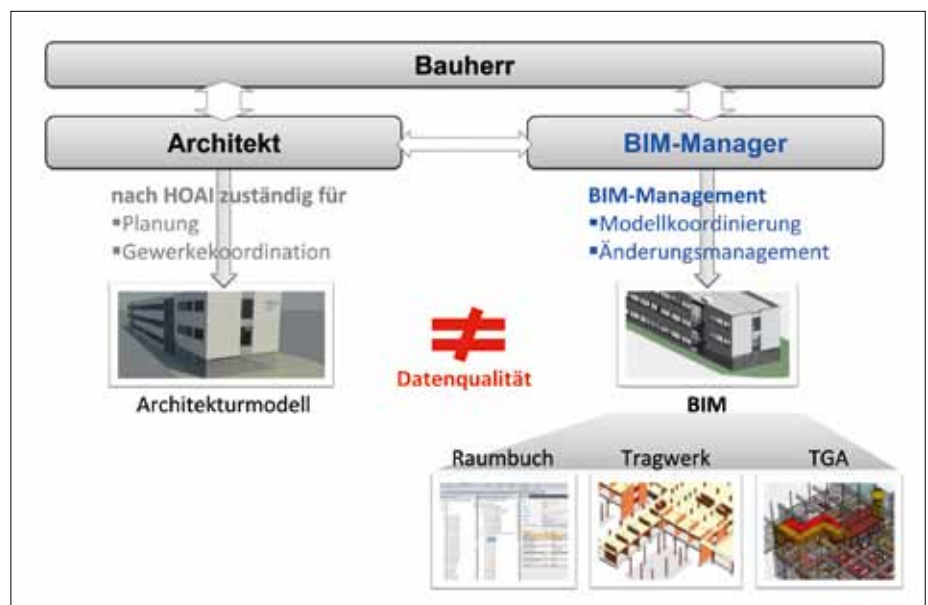 Bauherr
Architekt
BIM-Manager
nach HOAI zuständig für
▪Planung
▪Gewerkekoordination
BIM-Management
▪Modellkoordinierung
▪Änderungsmanagement
≠
Datenqualität
Architekturmodell
BIM
Raumbuch
Tragwerk
TGA